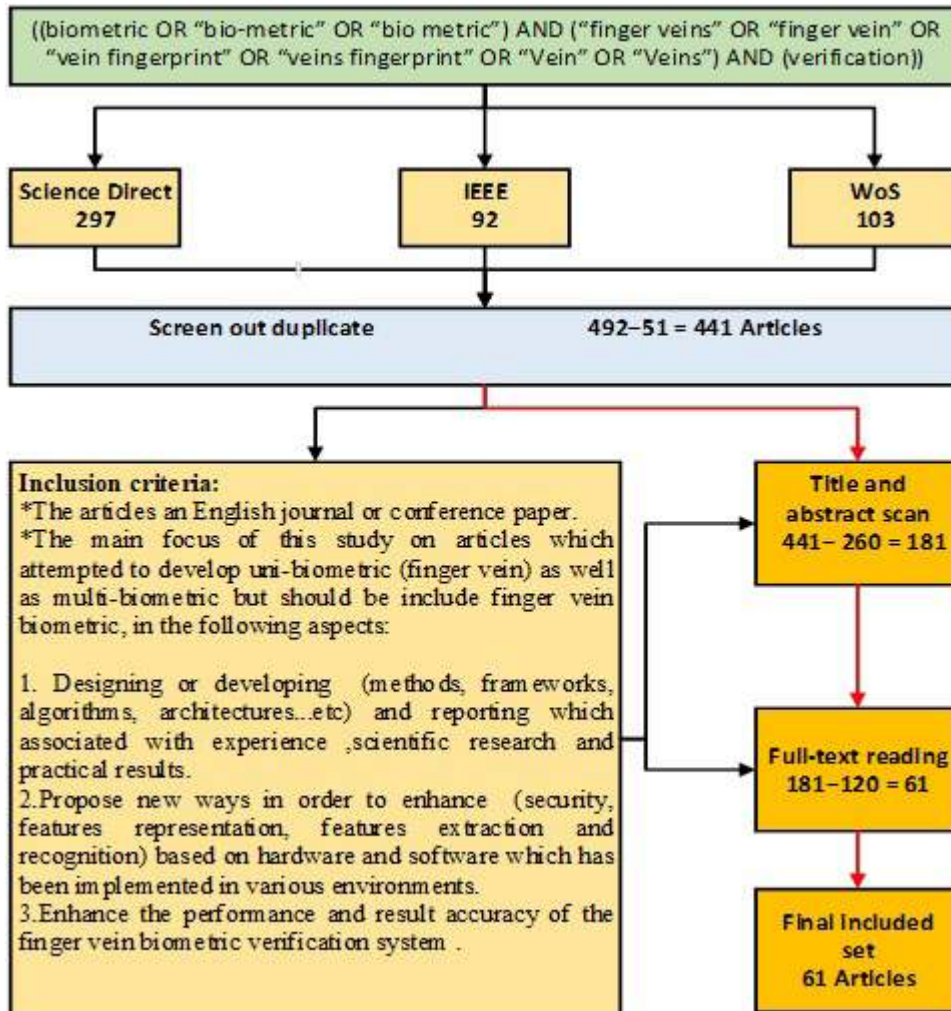 ((biometric OR “bio-metric” OR “bio metric”) AND (“finger veins” OR “finger vein” OR
“vein fingerprint” OR “veins fingerprint” OR “Vein” OR “Veins”) AND (verification))
Science Direct
297
IEEE
92
WoS
103
Screen out duplicate 492–51 = 441 Articles
Inclusion criteria:
*The articles an English journal or conference paper.
*The main focus of this study on articles which
attempted to develop uni-biometric (finger vein) as well
as multi-biometric but should be include finger vein
biometric, in the following aspects:
1. Designing or developing (methods, frameworks,
algorithms, architectures...etc) and reporting which
associated with experience ,scientific research and
practical results.
2.Propose new ways in order to enhance (security,
features representation, features extraction and
recognition) based on hardware and software which has
been implemented in various environments.
3.Enhance the performance and result accuracy of the
finger vein biometric verification system .
Title and
abstract scan
441– 260 = 181
Full-text reading
181–120 = 61
Final included
set
61 Articles